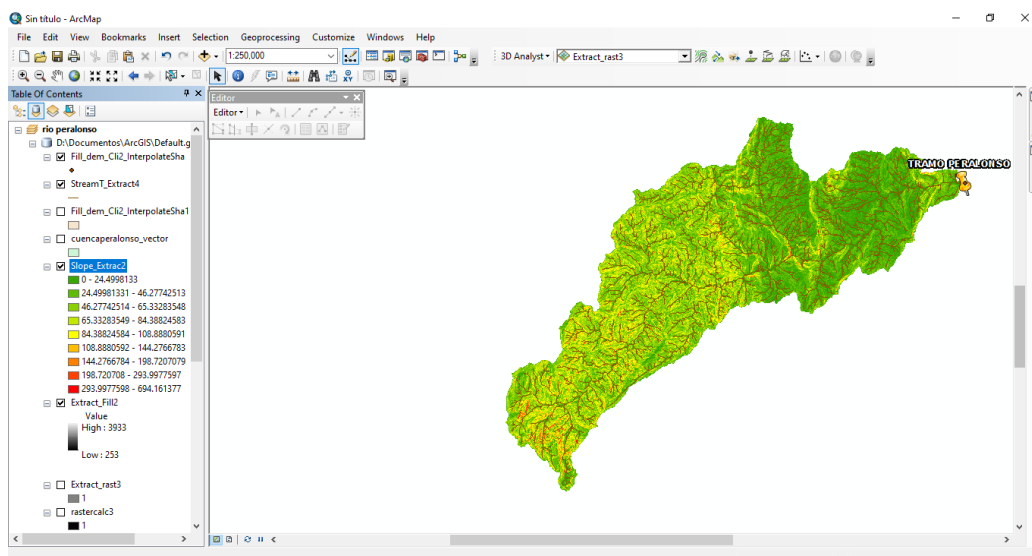 Sin título - ArcMap
File Edit View Bookmarks Insert Selection Geoprocessing Customize Windows Help
1:250,000
3D Analyst
Extract_rast3
Table Of Contents
Editor
Editor
rio peralonso
D:\Documentos\ArcGIS\Default.g
Fill_dem_Cli2_InterpolateSha
StreamT_Extract4
Fill_dem_Cli2_InterpolateSha1
cuencaperalonso_vector
Slope_Extrac2
0 - 24.4998133
24.49981331 - 46.27742513
46.27742514 - 65.33283548
65.33283549 - 84.38824583
84.38824584 - 108.8880591
108.8880592 - 144.2766783
144.2766784 - 198.7207079
198.720708 - 293.9977597
293.9977598 - 694.161377
Extract_Fill2
Value
High : 3933
Low : 253
Extract_rast3
1
rastercalc3
1
TRAMO PERALONSO